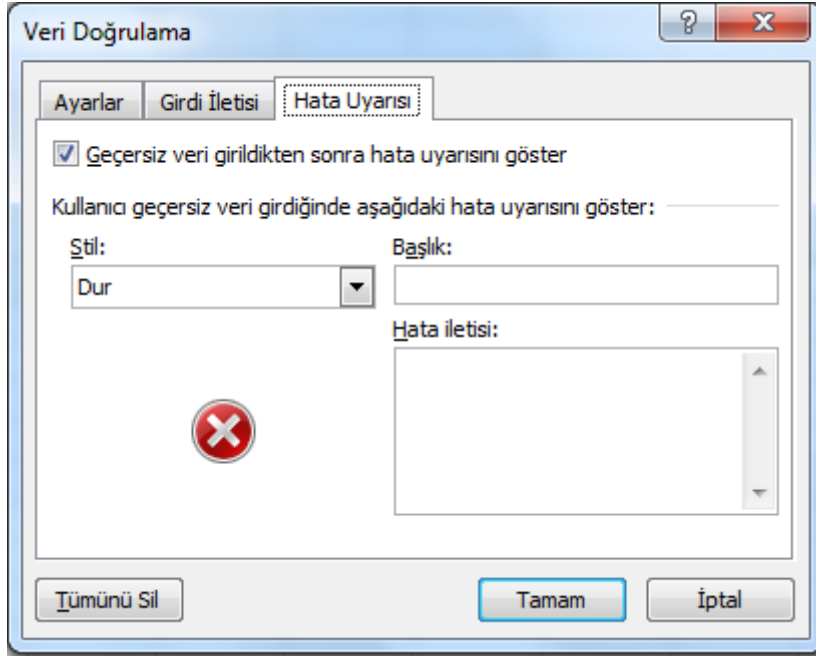 Veri Doğrulama
Ayarlar Girdi İletisi Hata Uyarısı
Geçersiz veri girildikten sonra hata uyarısını göster
Kullanıcı geçersiz veri girdiğinde aşağıdaki hata uyarısını göster:
Stil: Başlık:
Dur
Hata iletisi:
Tümünü Sil Tamam İptal